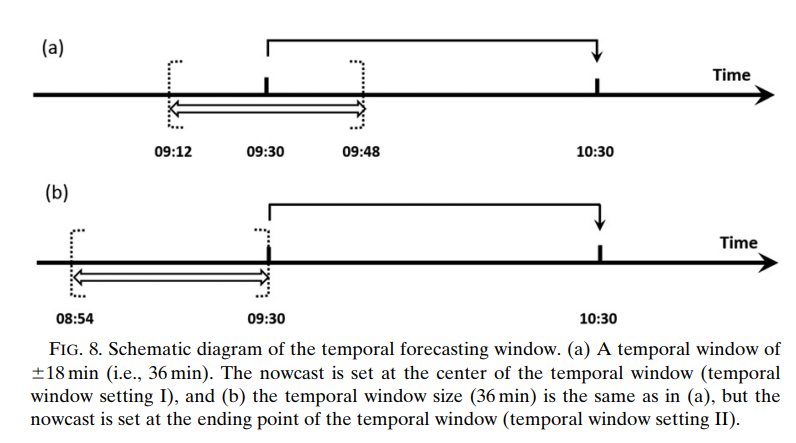 (a)
Time
09:12 09:30 09:48 10:30
(b)
Time
08:54 09:30 10:30
FIG. 8. Schematic diagram of the temporal forecasting window. (a) A temporal window of
±18 min (i.e., 36 min). The nowcast is set at the center of the temporal window (temporal
window setting I), and (b) the temporal window size (36 min) is the same as in (a), but the
nowcast is set at the ending point of the temporal window (temporal window setting II).